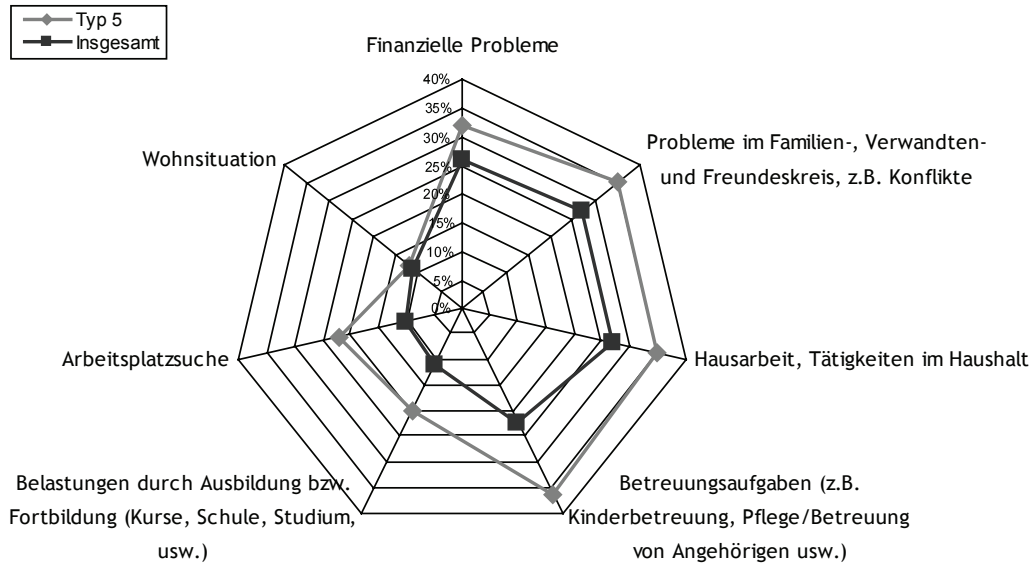 Typ 5
Insgesamt
Finanzielle Probleme
40%
35%
30%
25%
20%
15%
10%
5%
0%
Probleme im Familien-, Verwandten-
und Freundeskreis, z.B. Konflikte
Hausarbeit, Tätigkeiten im Haushalt
Betreuungsaufgaben (z.B.
Kinderbetreuung, Pflege/Betreuung
von Angehörigen usw.)
Belastungen durch Ausbildung bzw.
Fortbildung (Kurse, Schule, Studium,
usw.)
Arbeitsplatzsuche
Wohnsituation